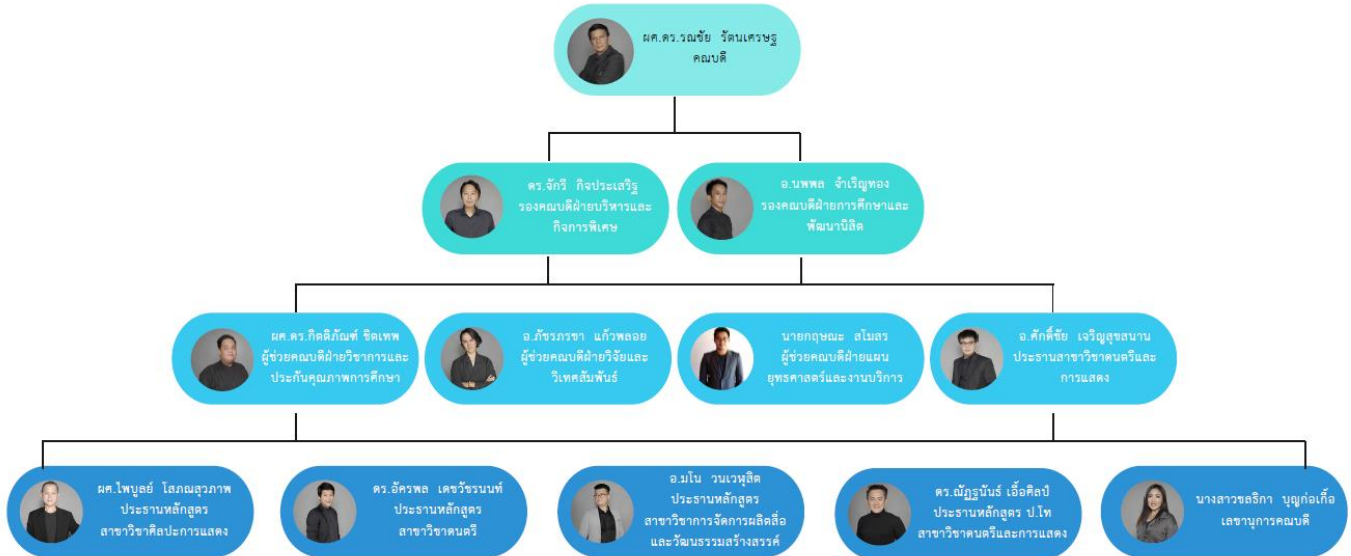 ผศ.ดร.รณชัย รัตนเศรษฐ
คณบดี
ดร.จักรี กิจประเสริฐ
รองคณบดีฝ่ายบริหารและ
กิจการพิเศษ
อ.นพพล จำเริญทอง
รองคณบดีฝ่ายการศึกษาและ
พัฒนานิสิต
ผศ.ดร.กิตติภัณฑ์ ชิตเทพ
ผู้ช่วยคณบดีฝ่ายวิชาการและ
ประกันคุณภาพการศึกษา
อ.ภัชรภรชา แก้วพลอย
ผู้ช่วยคณบดีฝ่ายวิจัยและ
วิเทศสัมพันธ์
นายกฤษณะ สโมสร
ผู้ช่วยคณบดีฝ่ายแผน
ยุทธศาสตร์และงานบริการ
อ.ศักดิ์ชัย เจริญสุขสนาน
ประธานสาขาวิชาดนตรีและ
การแสดง
ผศ.ไพบูลย์ โสภณสุวภาพ
ประธานหลักสูตร
สาขาวิชาศิลปะการแสดง
ดร.อัครพล เดชวัชรนนท์
ประธานหลักสูตร
สาขาวิชาดนตรี
อ.มโน วนเวฬุสิต
ประธานหลักสูตร
สาขาวิชาการจัดการผลิตสื่อ
และวัฒนธรรมสร้างสรรค์
ดร.ณัฏฐนันธ์ เอื้อศิลป์
ประธานหลักสูตร ป.โท
สาขาวิชาดนตรีและการแสดง
นางสาวชลธิกา บุญก่อเกื้อ
เลขานุการคณบดี